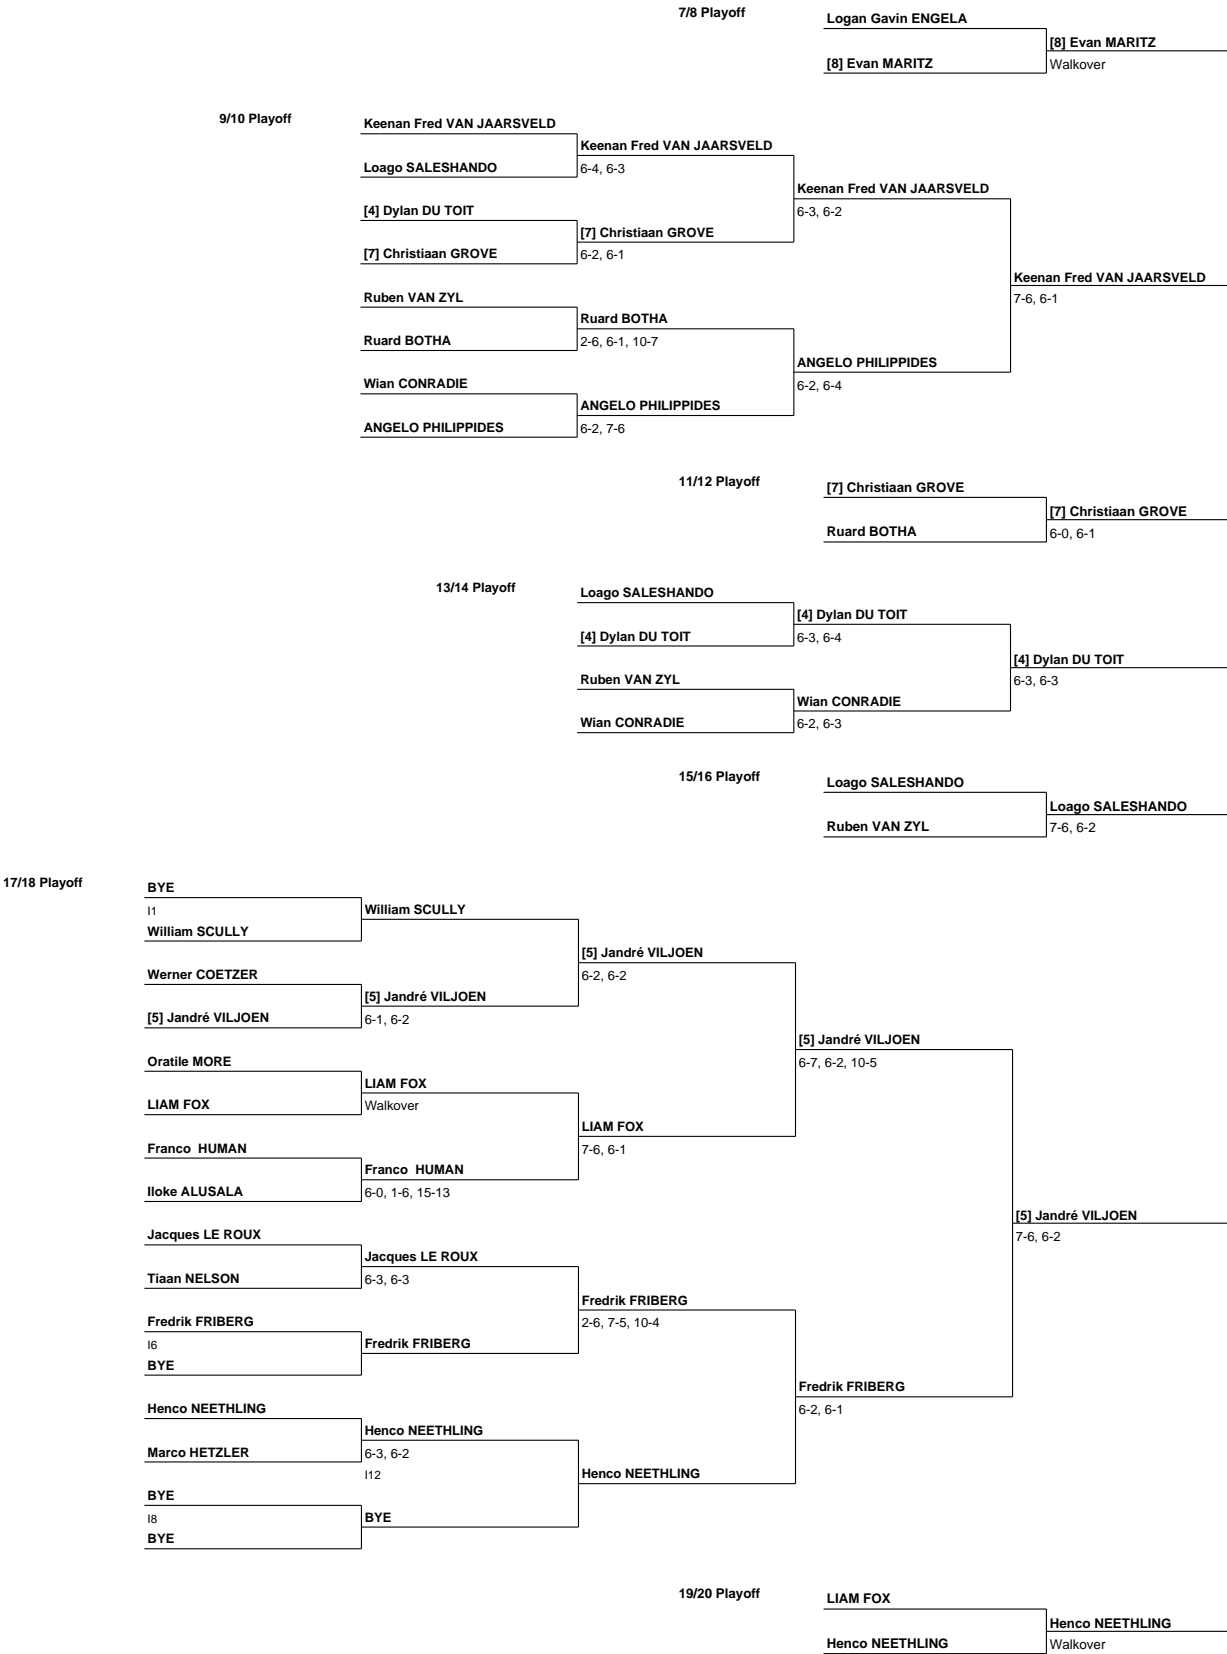 7/8 Playoff
Logan Gavin ENGELA
[8] Evan MARITZ
[8] Evan MARITZ
Walkover
9/10 Playoff
Keenan Fred VAN JAARSVELD
Keenan Fred VAN JAARSVELD
Loago SALESHANDO
6-4, 6-3
Keenan Fred VAN JAARSVELD
[4] Dylan DU TOIT
6-3, 6-2
[7] Christiaan GROVE
[7] Christiaan GROVE
6-2, 6-1
Keenan Fred VAN JAARSVELD
Ruben VAN ZYL
7-6, 6-1
Ruard BOTHA
Ruard BOTHA
2-6, 6-1, 10-7
ANGELO PHILIPPIDES
Wian CONRADIE
6-2, 6-4
ANGELO PHILIPPIDES
ANGELO PHILIPPIDES
6-2, 7-6
11/12 Playoff
[7] Christiaan GROVE
[7] Christiaan GROVE
Ruard BOTHA
6-0, 6-1
13/14 Playoff
Loago SALESHANDO
[4] Dylan DU TOIT
[4] Dylan DU TOIT
6-3, 6-4
[4] Dylan DU TOIT
Ruben VAN ZYL
6-3, 6-3
Wian CONRADIE
Wian CONRADIE
6-2, 6-3
15/16 Playoff
Loago SALESHANDO
Loago SALESHANDO
Ruben VAN ZYL
7-6, 6-2
17/18 Playoff
BYE
I1
William SCULLY
William SCULLY
[5] Jandré VILJOEN
Werner COETZER
6-2, 6-2
[5] Jandré VILJOEN
[5] Jandré VILJOEN
6-1, 6-2
[5] Jandré VILJOEN
Oratile MORE
6-7, 6-2, 10-5
LIAM FOX
LIAM FOX
Walkover
LIAM FOX
Franco  HUMAN
7-6, 6-1
Franco  HUMAN
Iloke ALUSALA
6-0, 1-6, 15-13
[5] Jandré VILJOEN
Jacques LE ROUX
7-6, 6-2
Jacques LE ROUX
Tiaan NELSON
6-3, 6-3
Fredrik FRIBERG
Fredrik FRIBERG
2-6, 7-5, 10-4
I6
Fredrik FRIBERG
BYE
Fredrik FRIBERG
Henco NEETHLING
6-2, 6-1
Henco NEETHLING
Marco HETZLER
6-3, 6-2
I12
Henco NEETHLING
BYE
I8
BYE
BYE
19/20 Playoff
LIAM FOX
Henco NEETHLING
Henco NEETHLING
Walkover